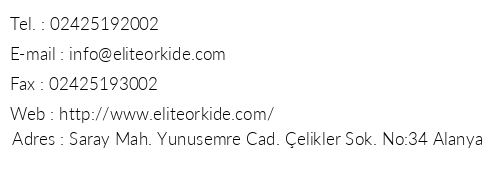 Tel. : 02425192002
E-mail : info@eliteorkide.com
Fax : 02425193002
Web : http://www.eliteorkide.com/
Adres : Saray Mah. Yunusemre Cad. Çelikler Sok. No:34 Alanya